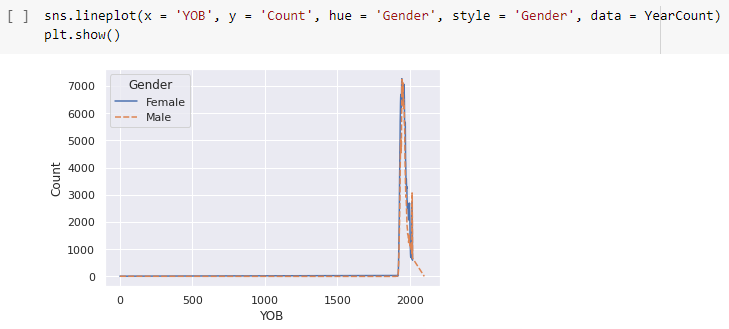 [ ] sns.lineplot(x = 'YOB', y = 'Count', hue = 'Gender', style = 'Gender', data = YearCount)
plt.show()
Gender
Female
Male
7000
6000
5000
4000
3000
2000
1000
0
Count
0 500 1000 1500 2000
YOB